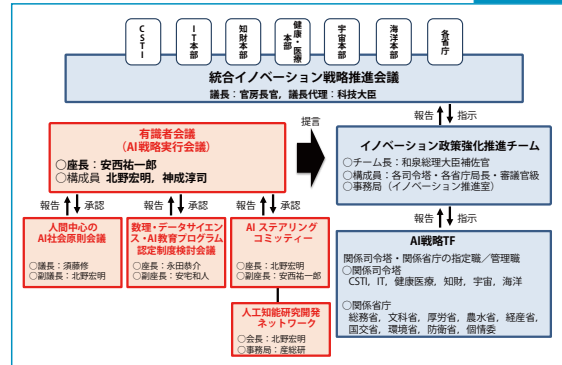 CSTI
IT本部
知財本部
健康・医療本部
宇宙本部
海洋本部
各省庁
統合イノベーション戦略推進会議
議長：官房長官，議長代理：科技大臣
提言
報告
指示
有識者会議
（AI戦略実行会議）
○座長：安西祐一郎
○構成員 北野宏明，神成淳司
イノベーション政策強化推進チーム
○チーム長：和泉総理大臣補佐官
○構成員：各司令塔・各省庁局長・審議官級
○事務局（イノベーション推進室）
報告
承認
報告
承認
報告
承認
報告
指示
人間中心の
AI社会原則会議
○議長：須藤修
○副議長：北野宏明
数理・データサイエ
ンス・AI教育プログラム
認定制度検討会議
○座長：永田恭介
○副座長：安宅和人
AI ステアリング
コミッティー
○座長：北野宏明
○副座長：安西祐一郎
人工知能研究開発
ネットワーク
○会長：北野宏明
○事務局：産総研
AI戦略TF
関係司令塔・関係省庁の指定職／管理職
○関係司令塔
CSTI，IT，健康医療，知財，宇宙，海洋
○関係省庁
総務省，文科省，厚労省，農水省，経産省，
国交省，環境省，防衛省，個情委